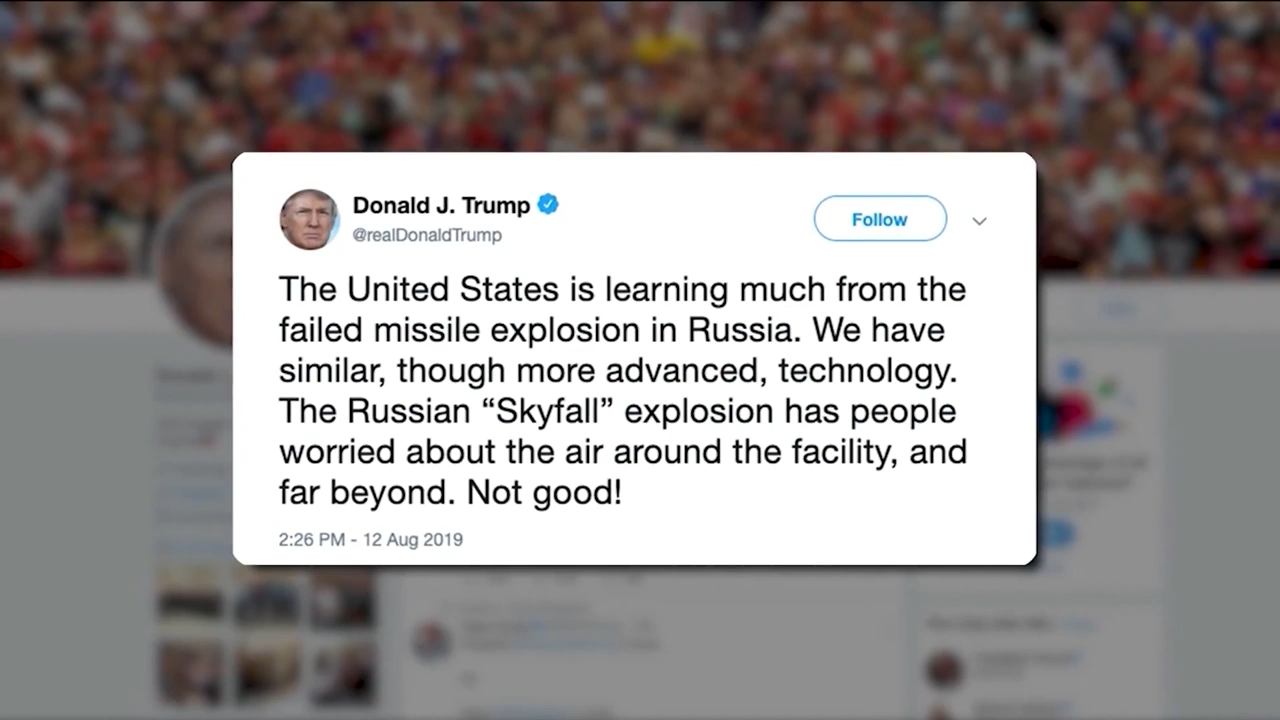 Donald J. Trump
@realDonaldTrump
Follow
The United States is learning much from the
failed missile explosion in Russia. We have
similar, though more advanced, technology.
The Russian “Skyfall” explosion has people
worried about the air around the facility, and
far beyond. Not good!
2:26 PM - 12 Aug 2019